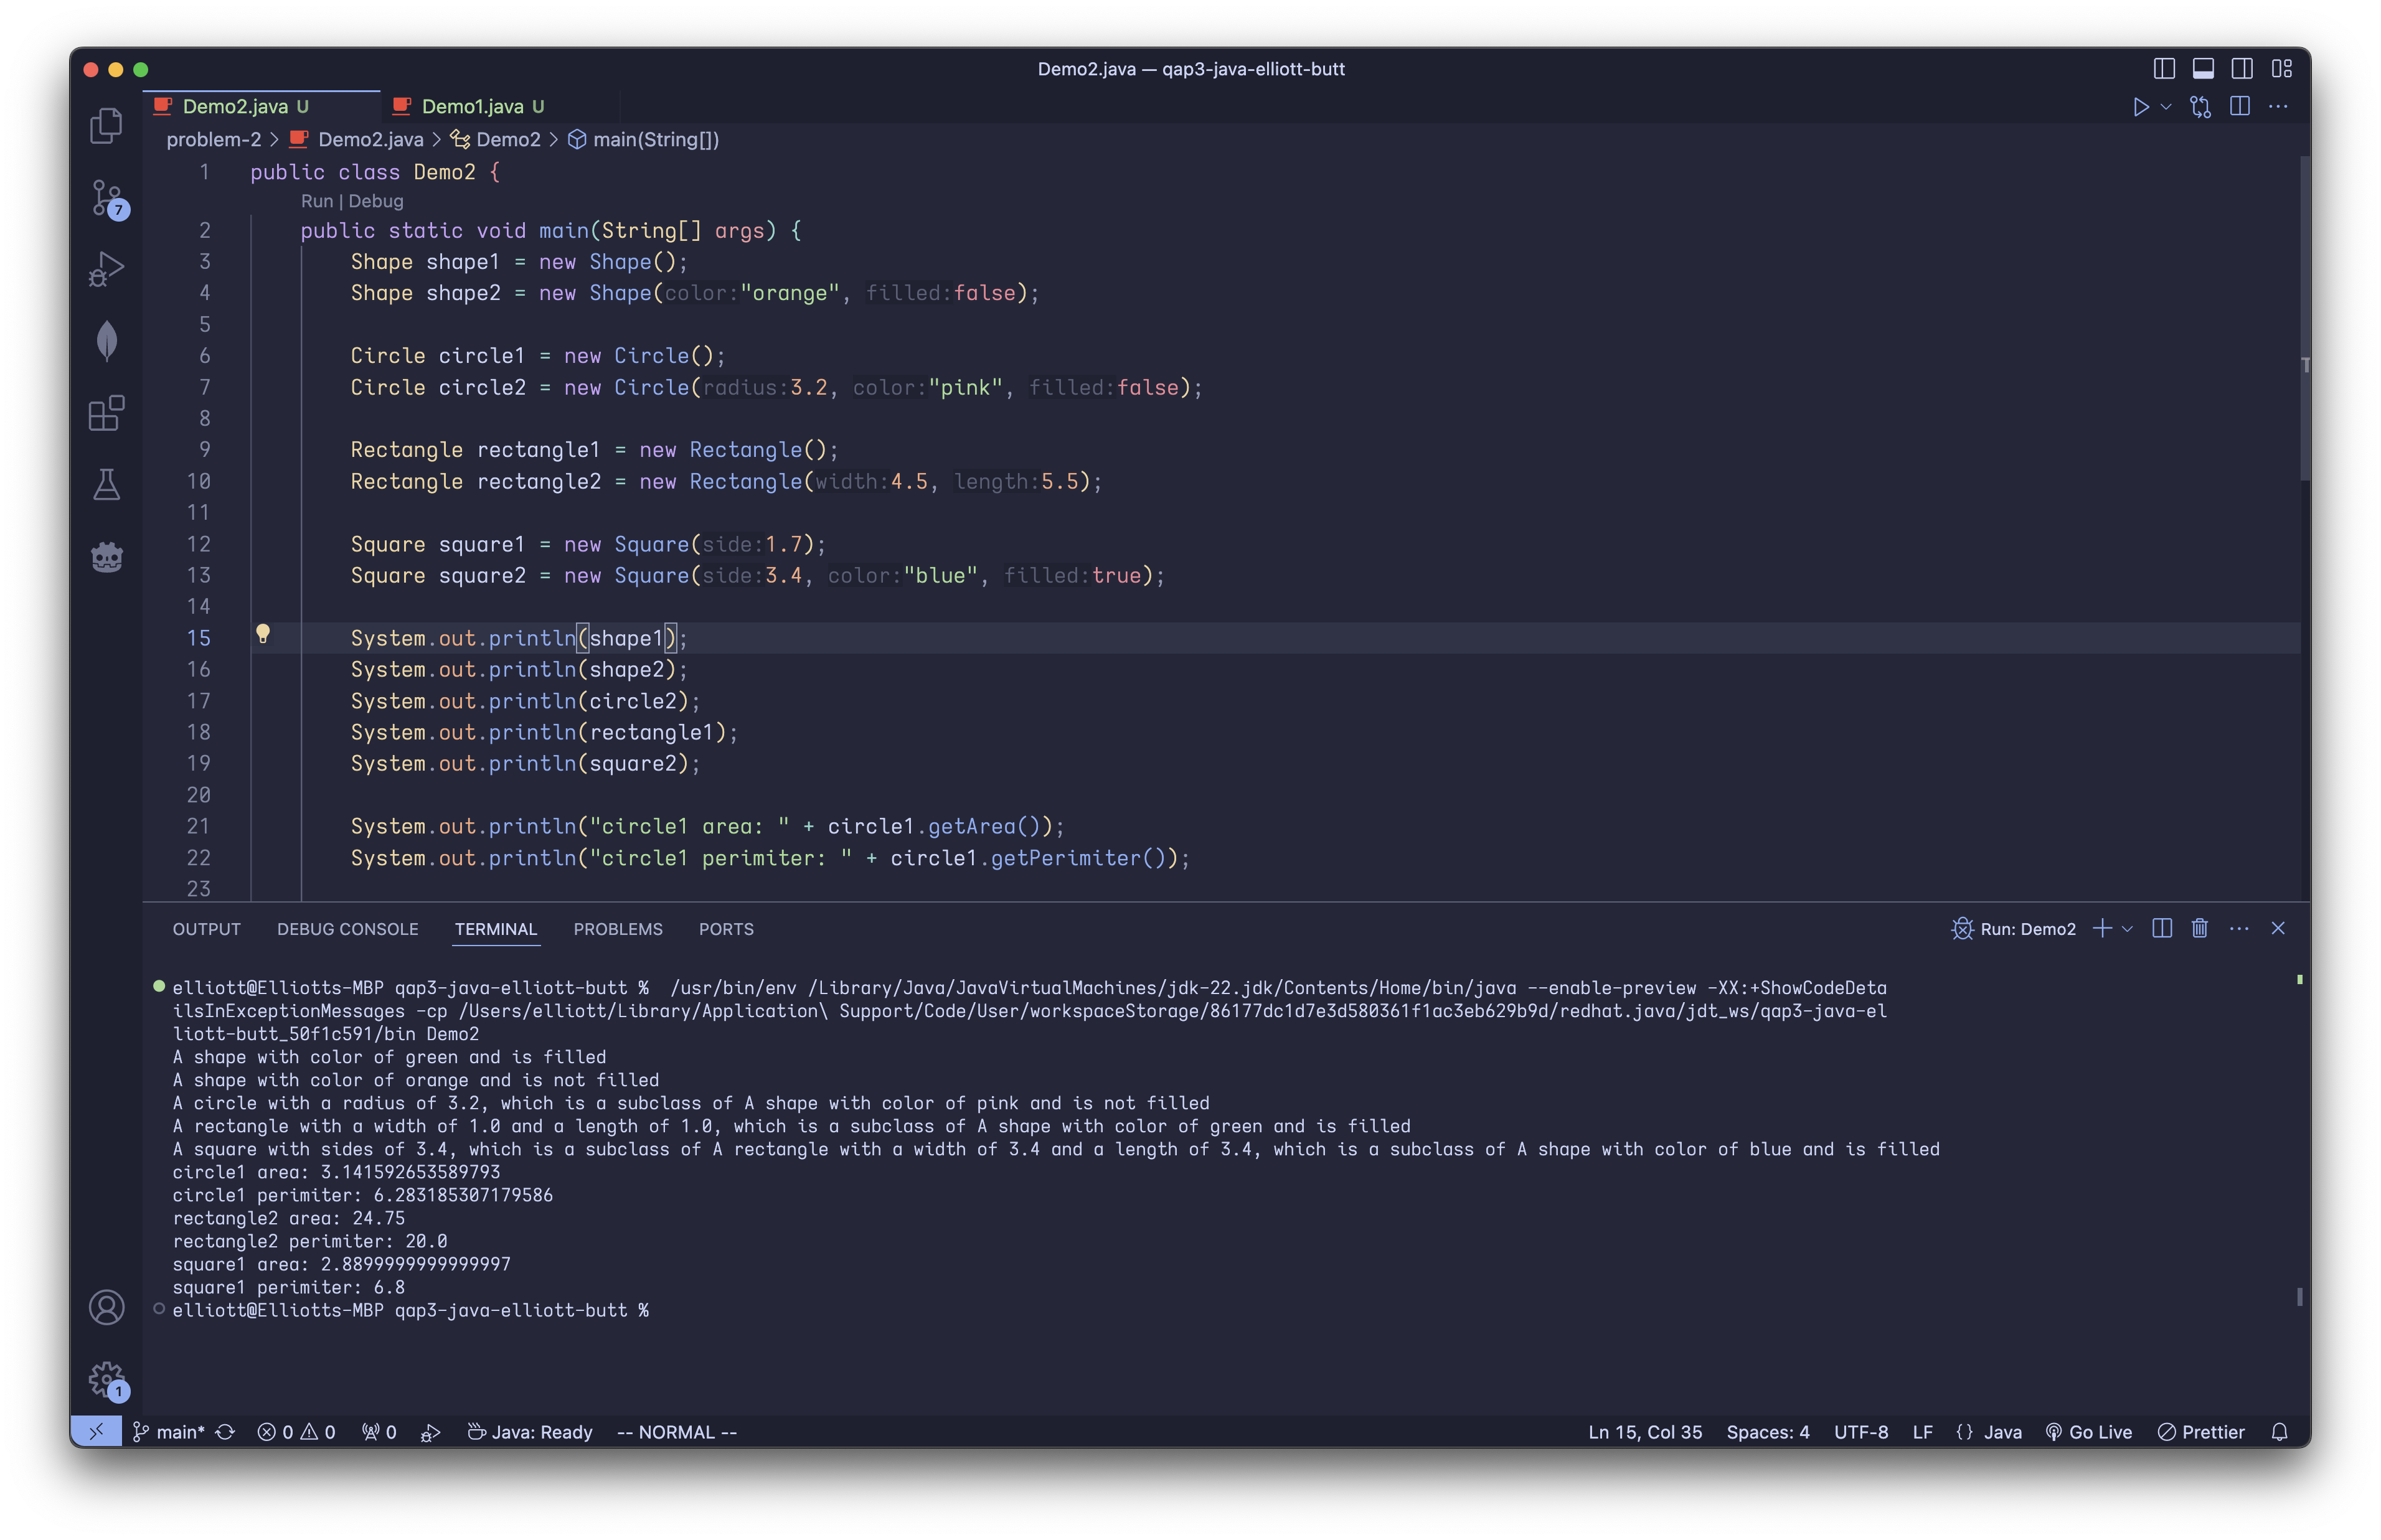 Demo2.java — qap3-java-elliott-butt
Demo2.java U Demo1.java U
problem-2 > Demo2.java > Demo2 > main(String[])
1 public class Demo2 {
Run | Debug
2 public static void main(String[] args) {
3 Shape shape1 = new Shape();
4 Shape shape2 = new Shape(color:"orange", filled:false);
5
6 Circle circle1 = new Circle();
7 Circle circle2 = new Circle(radius:3.2, color:"pink", filled:false);
8
9 Rectangle rectangle1 = new Rectangle();
10 Rectangle rectangle2 = new Rectangle(width:4.5, length:5.5);
11
12 Square square1 = new Square(side:1.7);
13 Square square2 = new Square(side:3.4, color:"blue", filled:true);
14
15 System.out.println(shape1);
16 System.out.println(shape2);
17 System.out.println(circle2);
18 System.out.println(rectangle1);
19 System.out.println(square2);
20
21 System.out.println("circle1 area: " + circle1.getArea());
22 System.out.println("circle1 perimiter: " + circle1.getPerimiter());
23
7
OUTPUT DEBUG CONSOLE TERMINAL PROBLEMS PORTS Run: Demo2
elliott@Elliotts-MBP qap3-java-elliott-butt % /usr/bin/env /Library/Java/JavaVirtualMachines/jdk-22.jdk/Contents/Home/bin/java --enable-preview -XX:+ShowCodeDeta
ilsInExceptionMessages -cp /Users/elliott/Library/Application\ Support/Code/User/workspaceStorage/86177dc1d7e3d580361f1ac3eb629b9d/redhat.java/jdt_ws/qap3-java-el
liott-butt_50f1c591/bin Demo2
A shape with color of green and is filled
A shape with color of orange and is not filled
A circle with a radius of 3.2, which is a subclass of A shape with color of pink and is not filled
A rectangle with a width of 1.0 and a length of 1.0, which is a subclass of A shape with color of green and is filled
A square with sides of 3.4, which is a subclass of A rectangle with a width of 3.4 and a length of 3.4, which is a subclass of A shape with color of blue and is filled
circle1 area: 3.141592653589793
circle1 perimiter: 6.283185307179586
rectangle2 area: 24.75
rectangle2 perimiter: 20.0
square1 area: 2.8899999999999997
square1 perimiter: 6.8
elliott@Elliotts-MBP qap3-java-elliott-butt %
1
main* 0 0 0 Java: Ready -- NORMAL -- Ln 15, Col 35 Spaces: 4 UTF-8 LF {} Java Go Live Prettier